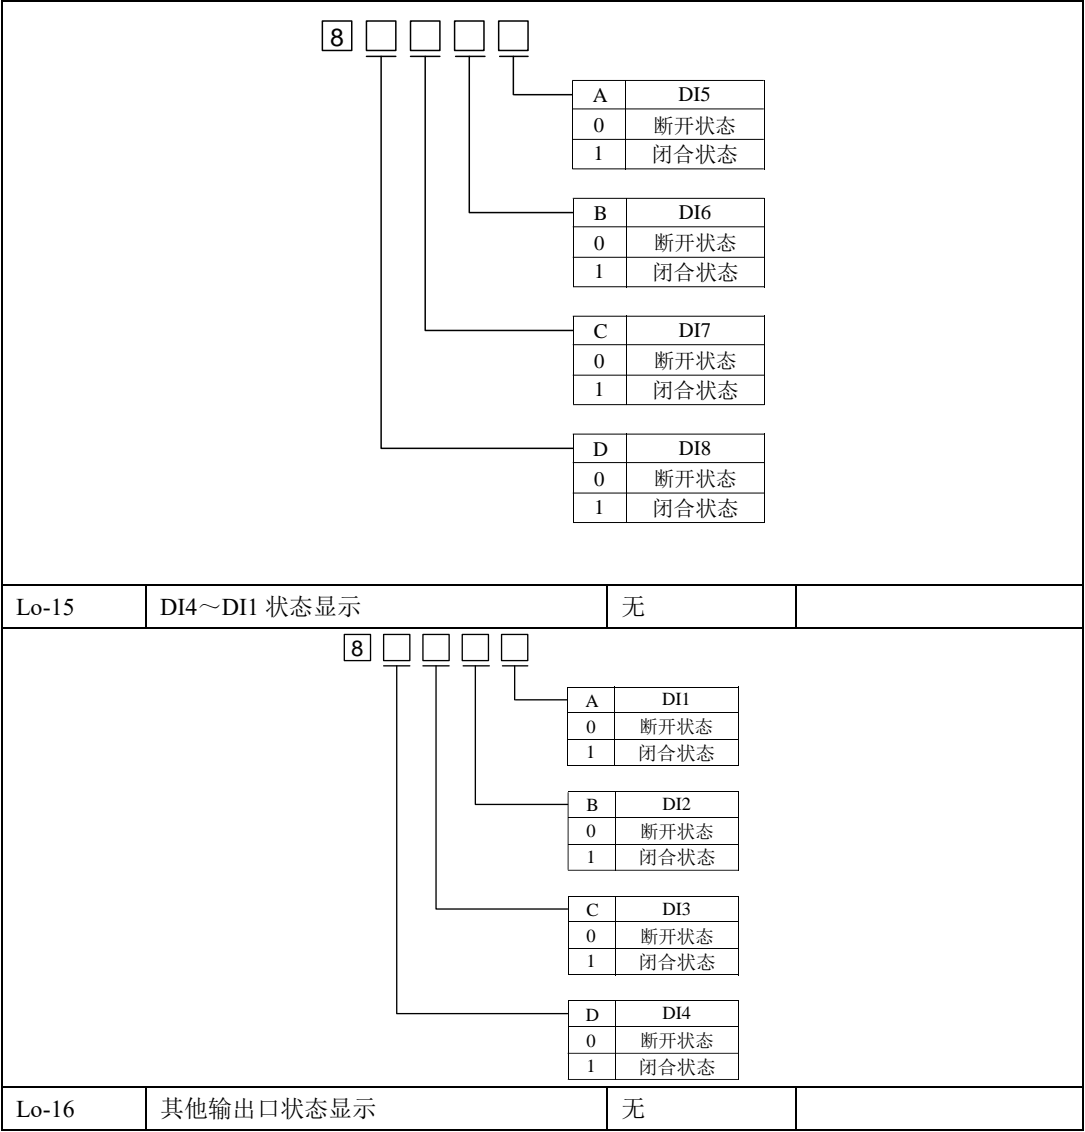 8
A DI5
0 断开状态
1 闭合状态
B DI6
0 断开状态
1 闭合状态
C DI7
0 断开状态
1 闭合状态
D DI8
0 断开状态
1 闭合状态
Lo-15 DI4～DI1 状态显示 无
8
A DI1
0 断开状态
1 闭合状态
B DI2
0 断开状态
1 闭合状态
C DI3
0 断开状态
1 闭合状态
D DI4
0 断开状态
1 闭合状态
Lo-16 其他输出口状态显示 无